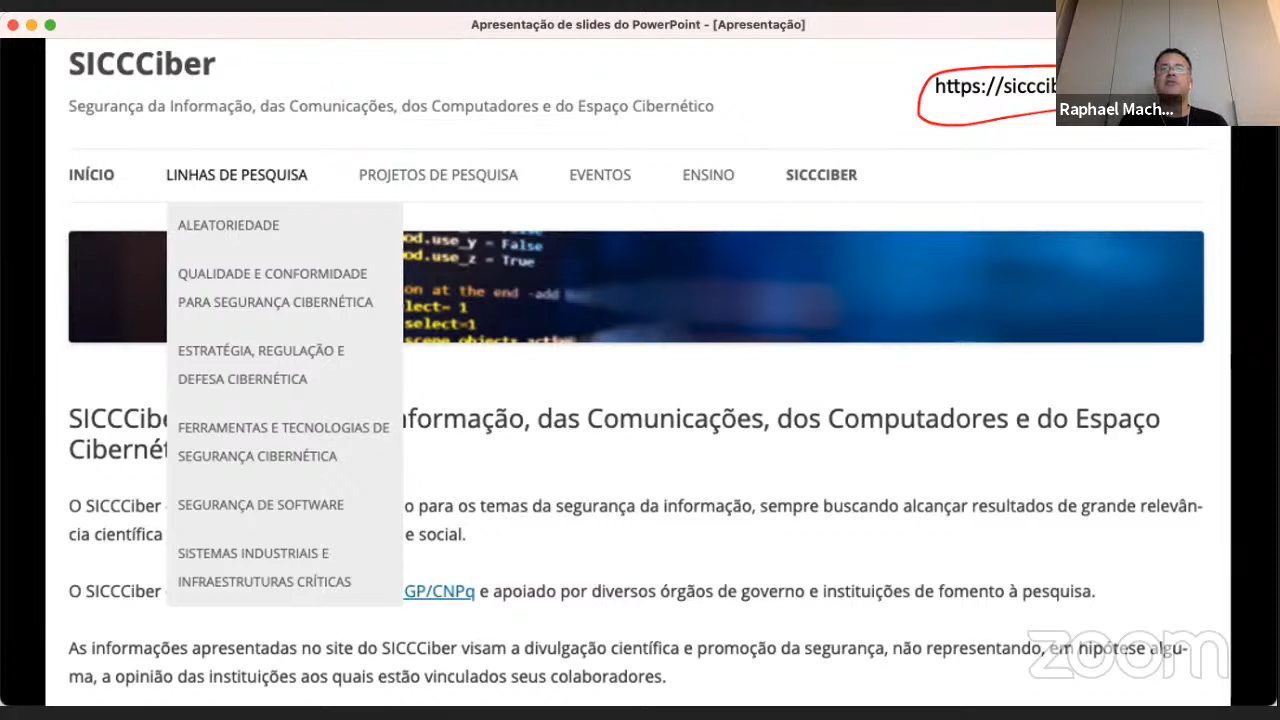 Apresentação de slides do PowerPoint - [Apresentação]
SICCCiber
https://siccci
Segurança da Informação, das Comunicações, dos Computadores e do Espaço Cibernético
Raphael Mach...
INÍCIO LINHAS DE PESQUISA PROJETOS DE PESQUISA EVENTOS ENSINO SICCCIBER
ALEATORIEDADE
QUALIDADE E CONFORMIDADE
PARA SEGURANÇA CIBERNÉTICA
ESTRATÉGIA, REGULAÇÃO E
DEFESA CIBERNÉTICA
FERRAMENTAS E TECNOLOGIAS DE
SEGURANÇA CIBERNÉTICA
SEGURANÇA DE SOFTWARE
SISTEMAS INDUSTRIAIS E
INFRAESTRUTURAS CRÍTICAS
od.use_y = False
od.use_z = True
on at the end -add
lect= 1
select=1
scene.objects.activ
SICCCibe nformação, das Comunicações, dos Computadores e do Espaço
Cibernét
O SICCCiber o para os temas da segurança da informação, sempre buscando alcançar resultados de grande relevân-
cia científica e social.
O SICCCiber GP/CNPq e apoiado por diversos órgãos de governo e instituições de fomento à pesquisa.
As informações apresentadas no site do SICCCiber visam a divulgação científica e promoção da segurança, não representando, em hipótese algu-
ma, a opinião das instituições aos quais estão vinculados seus colaboradores.
zoom